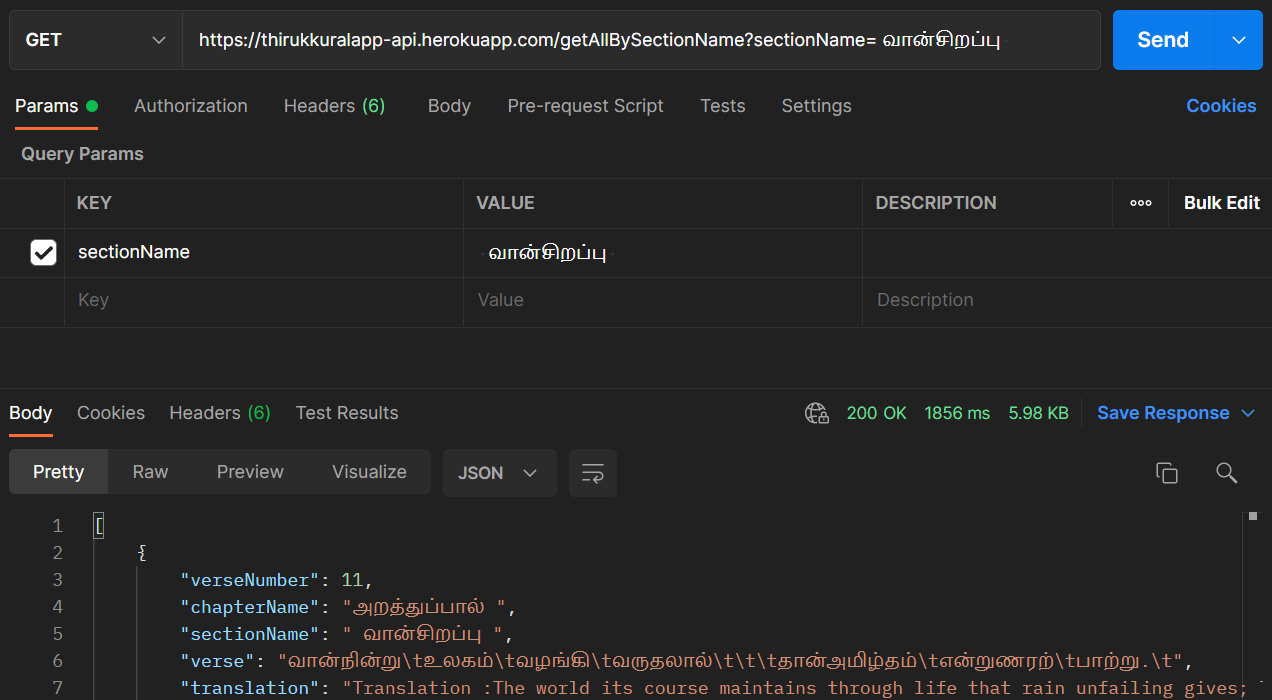 GET https://thirukkuralapp-api.herokuapp.com/getAllBySectionName?sectionName= வான்சிறப்பு Send
Params Authorization Headers (6) Body Pre-request Script Tests Settings Cookies
Query Params
KEY VALUE DESCRIPTION Bulk Edit
sectionName வான்சிறப்பு
Key Value Description
Body Cookies Headers (6) Test Results 200 OK 1856 ms 5.98 KB Save Response
Pretty Raw Preview Visualize JSON
1 [
2 {
3 "verseNumber": 11,
4 "chapterName": "அறத்துப்பால் ",
5 "sectionName": " வான்சிறப்பு ",
6 "verse": "வான்நின்று\tஉலகம்\tவழங்கி\tவருதலால்\t\t\tதான்அமிழ்தம்\tஎன்றுணரற்\tபாற்று.\t",
7 "translation": "Translation :The world its course maintains through life that rain unfailing gives;